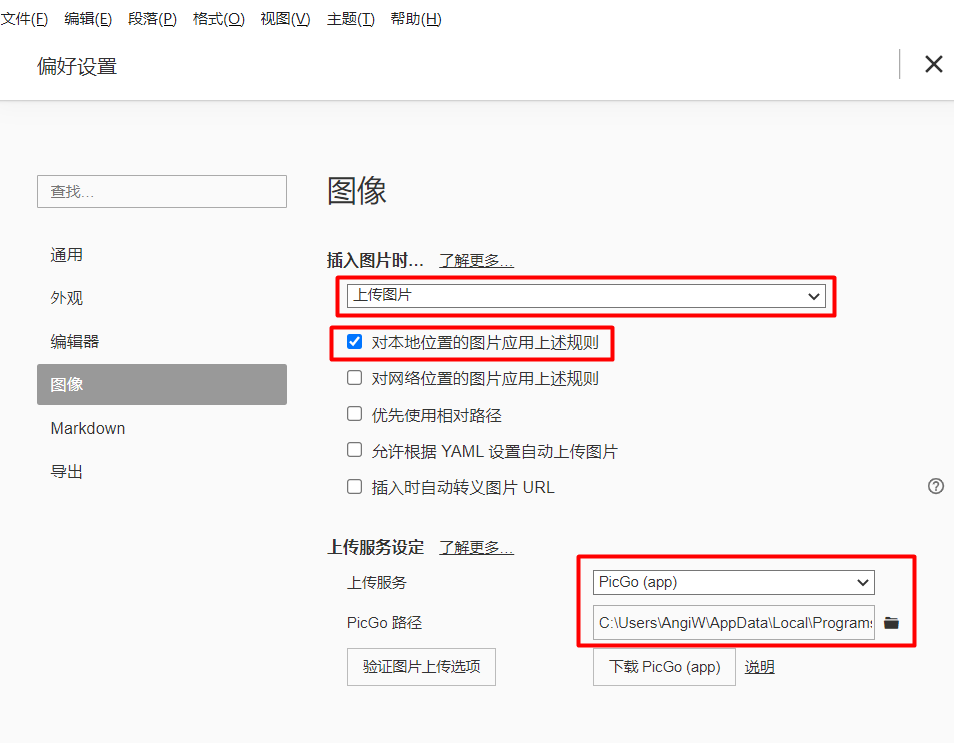 文件(F) 编辑(E) 段落(P) 格式(O) 视图(V) 主题(T) 帮助(H)
偏好设置
查找...
通用
外观
编辑器
图像
Markdown
导出
图像
插入图片时... 了解更多...
上传图片
对本地位置的图片应用上述规则
对网络位置的图片应用上述规则
优先使用相对路径
允许根据 YAML 设置自动上传图片
插入时自动转义图片 URL
上传服务设定 了解更多...
上传服务 PicGo (app)
PicGo 路径 C:\Users\AngiW\AppData\Local\Programs
验证图片上传选项 下载 PicGo (app) 说明